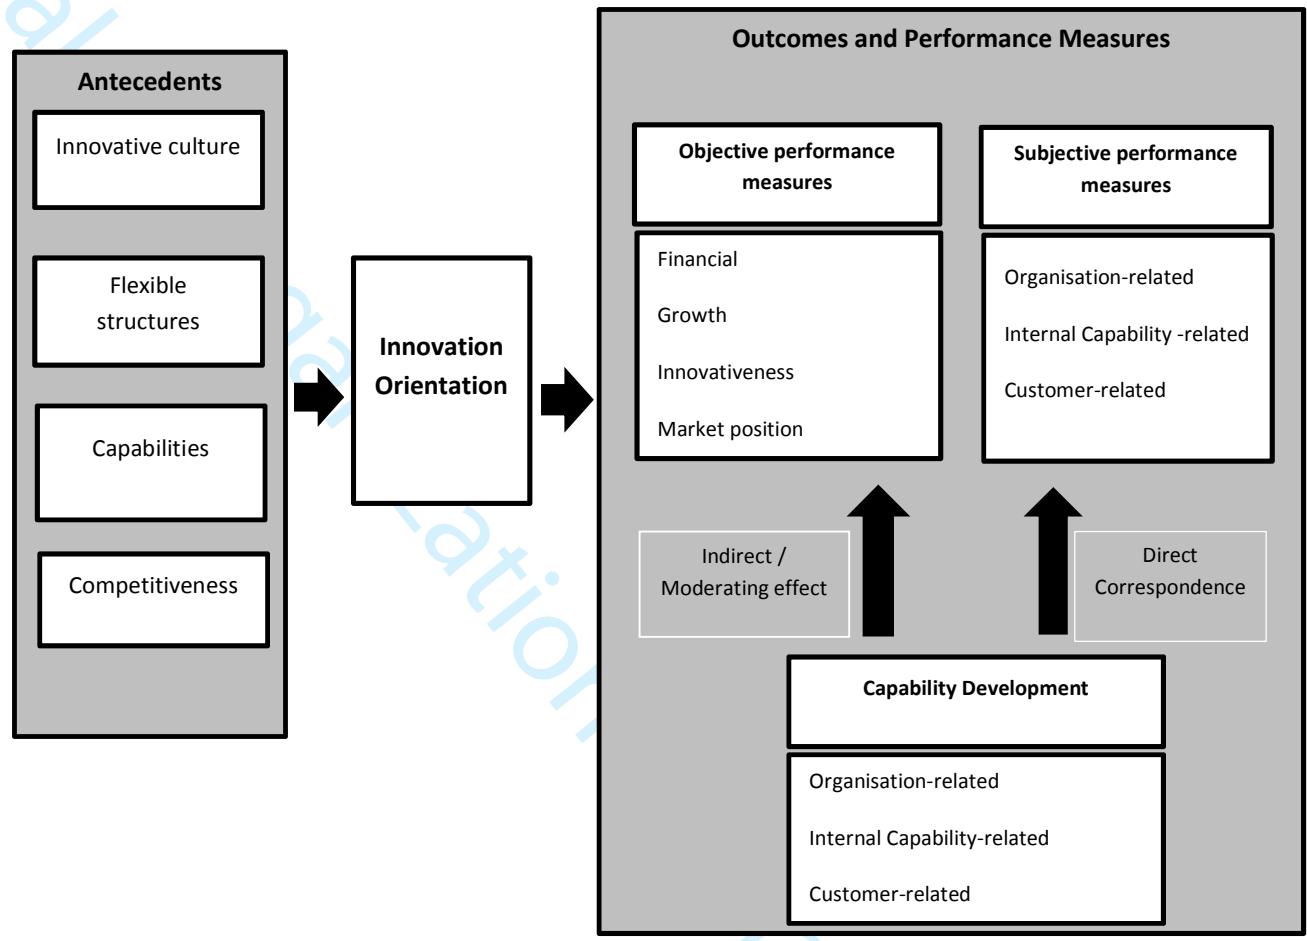 Antecedents
Innovative culture
Flexible
structures
Capabilities
Competitiveness
Innovation
Orientation
Outcomes and Performance Measures
Objective performance
measures
Financial
Growth
Innovativeness
Market position
Subjective performance
measures
Organisation-related
Internal Capability -related
Customer-related
Indirect /
Moderating effect
Direct
Correspondence
Capability Development
Organisation-related
Internal Capability-related
Customer-related